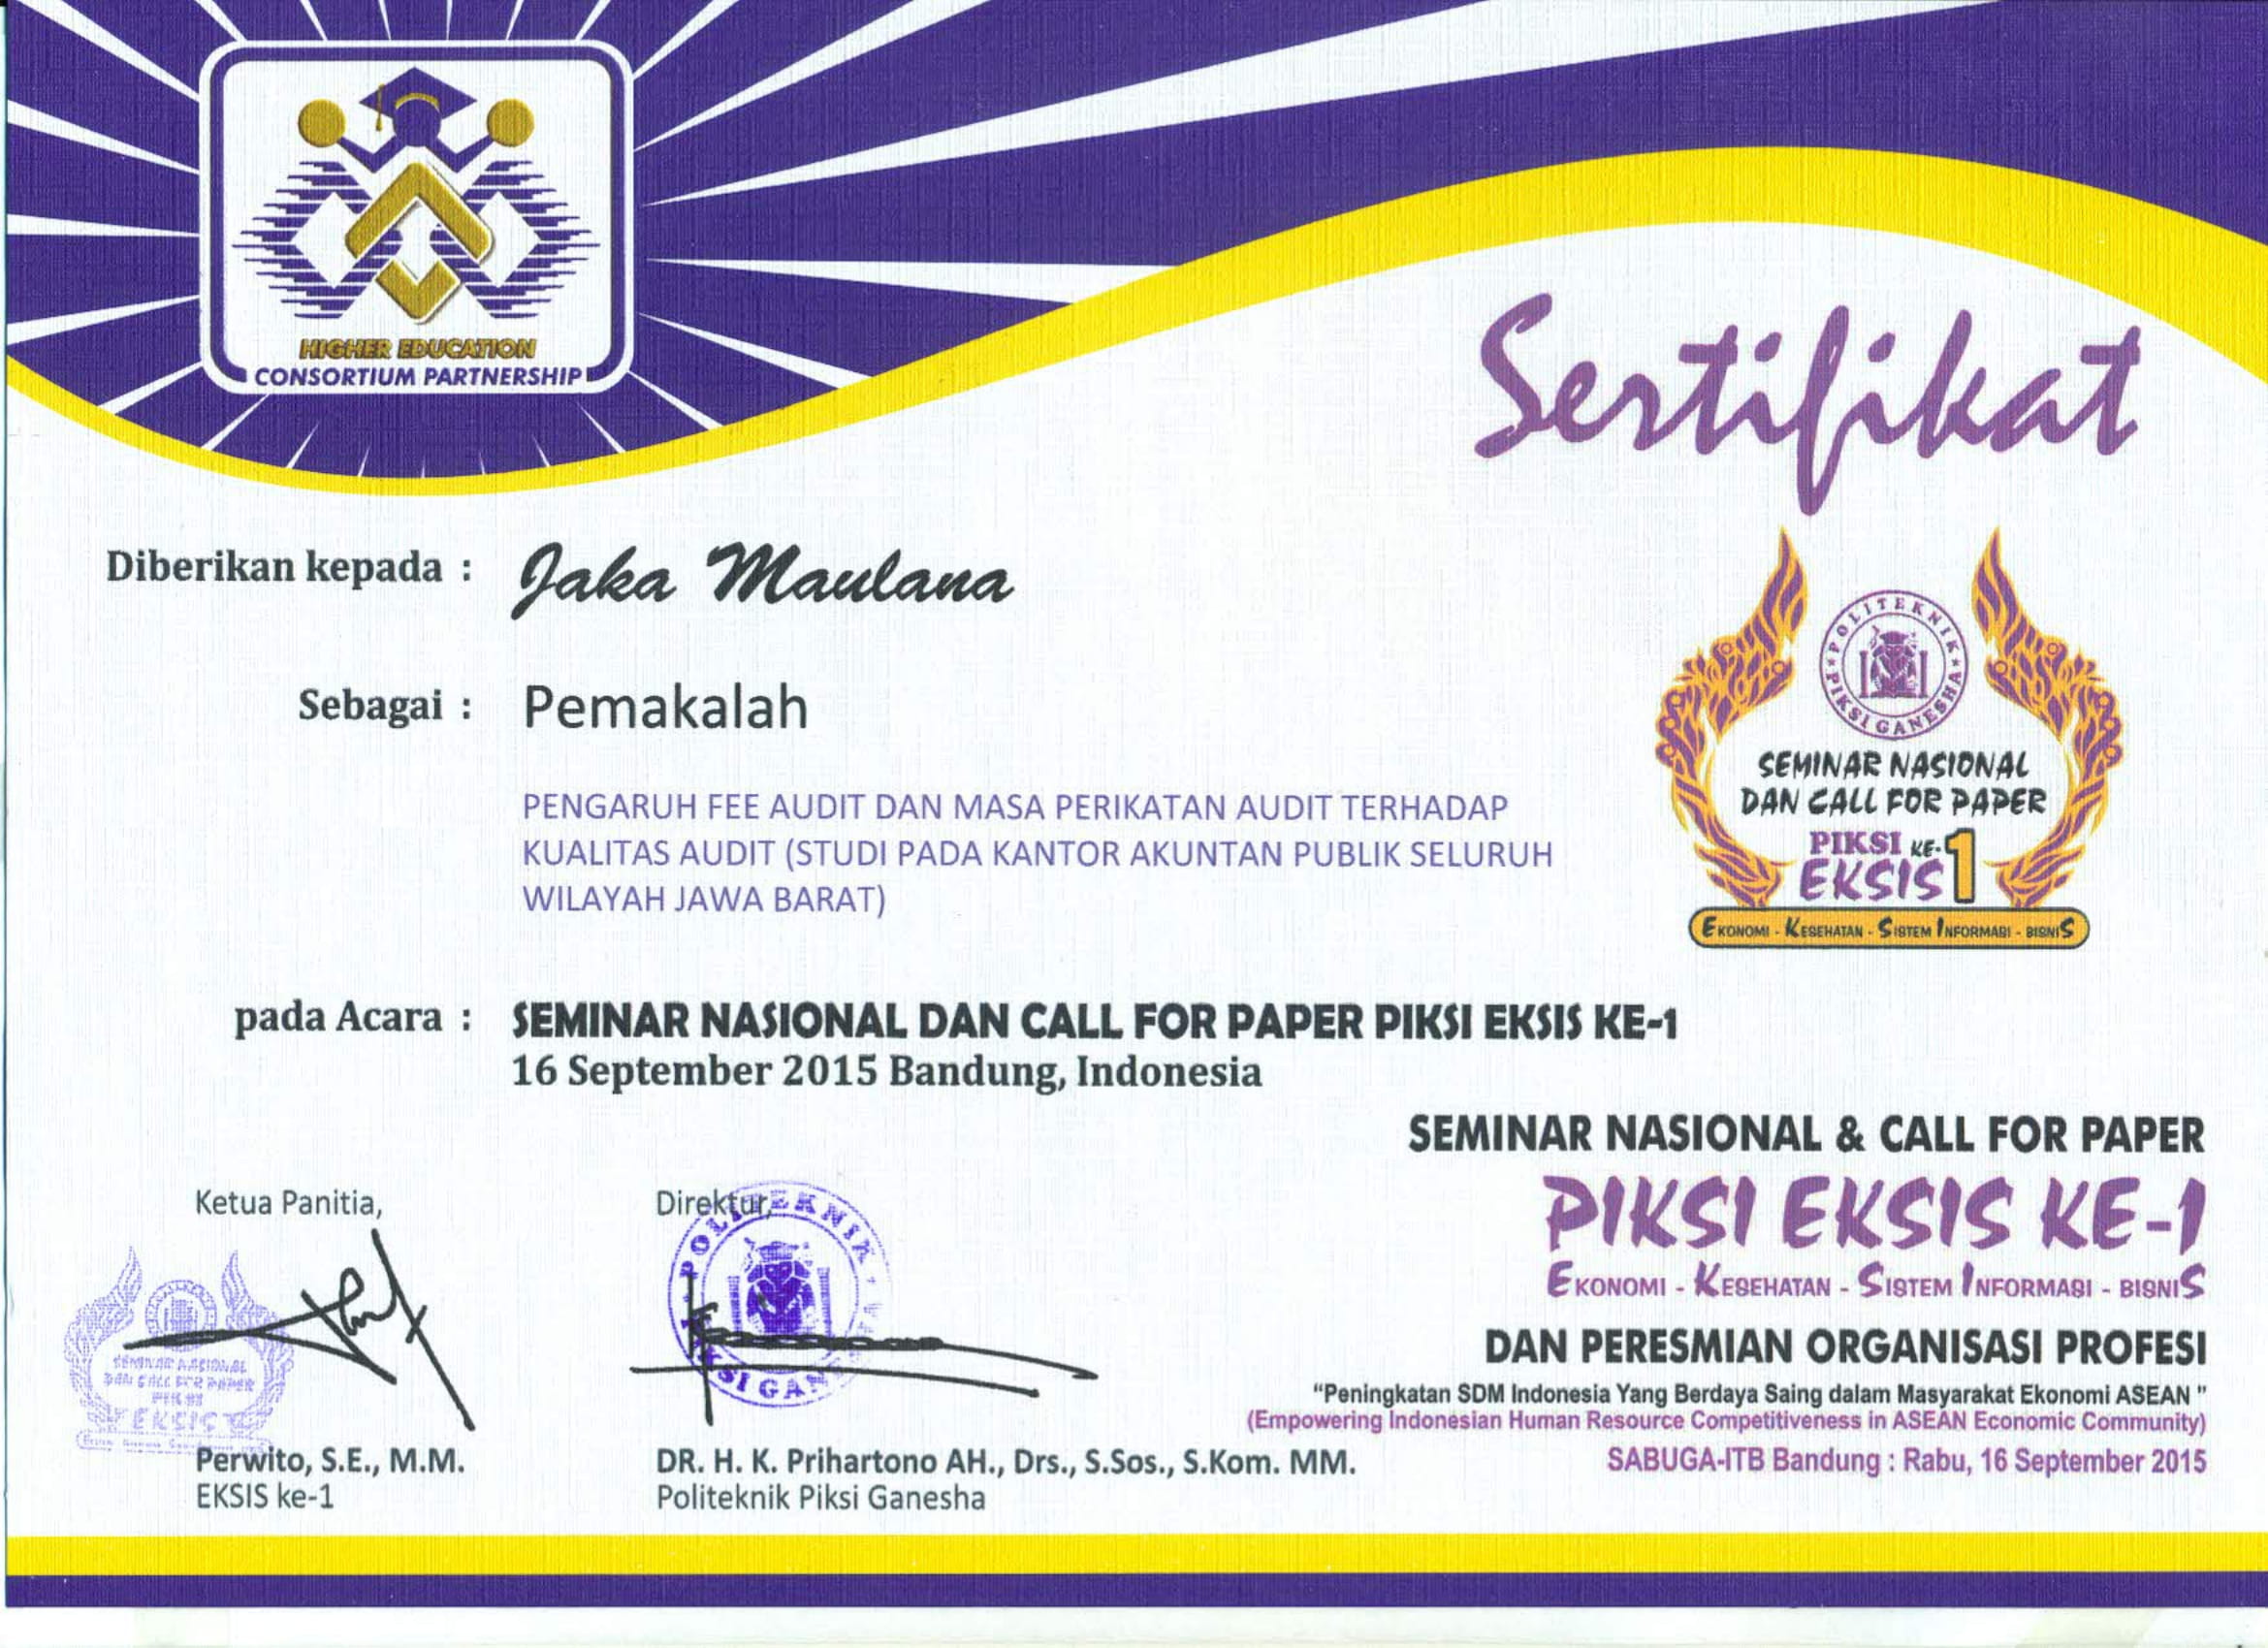 HIGHER EDUCATION
CONSORTIUM PARTNERSHIP
Sertifikat
Diberikan kepada : Jaka Maulana
Sebagai : Pemakalah
PENGARUH FEE AUDIT DAN MASA PERIKATAN AUDIT TERHADAP
KUALITAS AUDIT (STUDI PADA KANTOR AKUNTAN PUBLIK SELURUH
WILAYAH JAWA BARAT)
POLITEKNIK
PIKSI GANESHA
SEMINAR NASIONAL
DAN CALL FOR PAPER
PIKSI KE-1
EKSIS
EKONOMI - KESEHATAN - SISTEM INFORMASI - BISNIS
pada Acara : SEMINAR NASIONAL DAN CALL FOR PAPER PIKSI EKSIS KE-1
16 September 2015 Bandung, Indonesia
Ketua Panitia,
SEMINAR NASIONAL
DAN CALL FOR PAPER
PIKSI
EKSIS
Perwito, S.E., M.M.
EKSIS ke-1
Direktur,
POLITEKNIK
PIKSI GAN
DR. H. K. Prihartono AH., Drs., S.Sos., S.Kom. MM.
Politeknik Piksi Ganesha
SEMINAR NASIONAL & CALL FOR PAPER
PIKSI EKSIS KE-1
EKONOMI - KESEHATAN - SISTEM INFORMASI - BISNIS
DAN PERESMIAN ORGANISASI PROFESI
"Peningkatan SDM Indonesia Yang Berdaya Saing dalam Masyarakat Ekonomi ASEAN "
(Empowering Indonesian Human Resource Competitiveness in ASEAN Economic Community)
SABUGA-ITB Bandung : Rabu, 16 September 2015